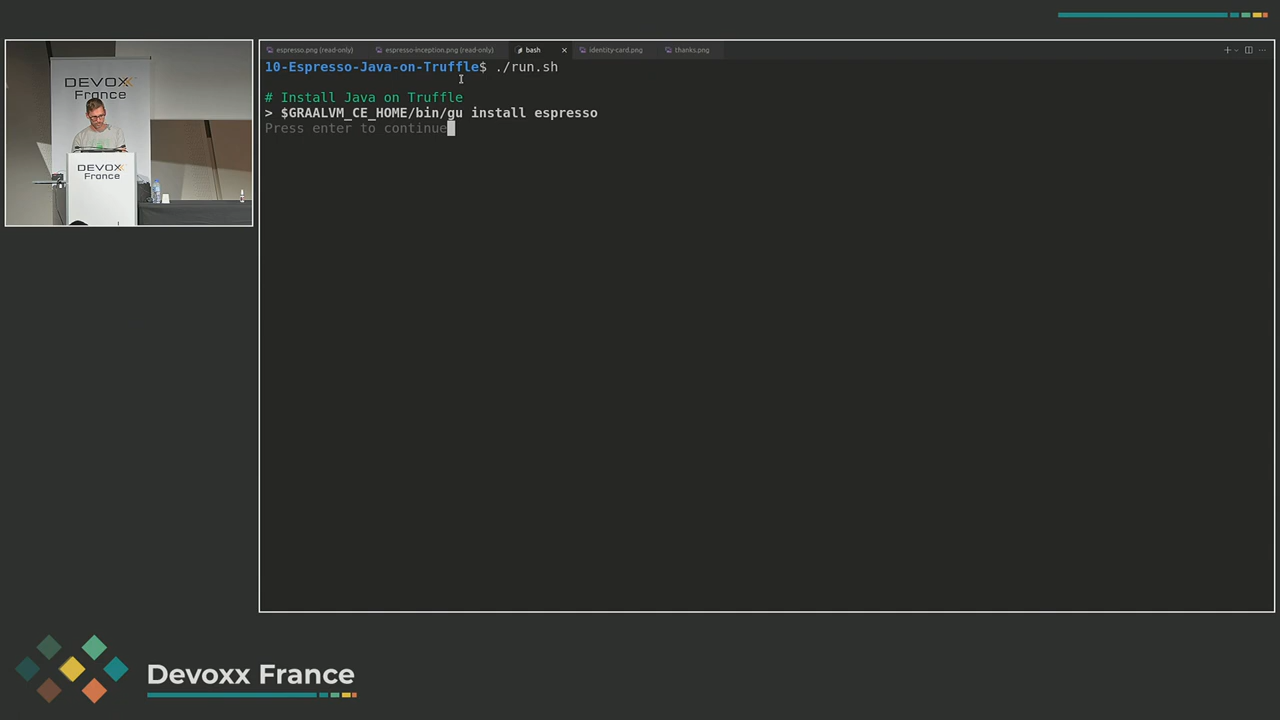 espresso.png (read-only)
espresso-inception.png (read-only)
bash
identity-card.png
thanks.png
10-Espresso-Java-on-Truffle$ ./run.sh
# Install Java on Truffle
> $GRAALVM_CE_HOME/bin/gu install espresso
Press enter to continue
DEVOXX
France
DEVOXX
France
Devoxx France